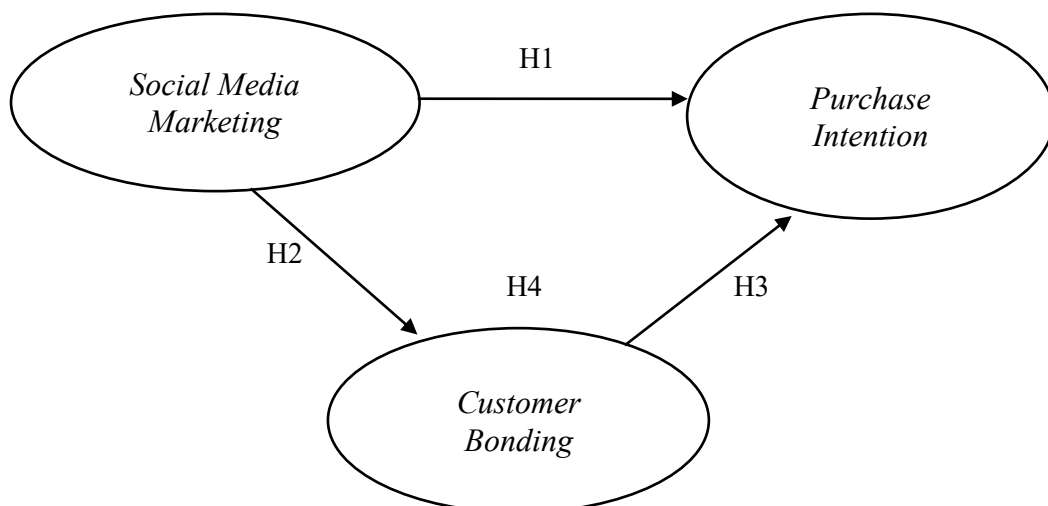 H1
Social Media
Marketing
Purchase
Intention
H2
H4
H3
Customer
Bonding